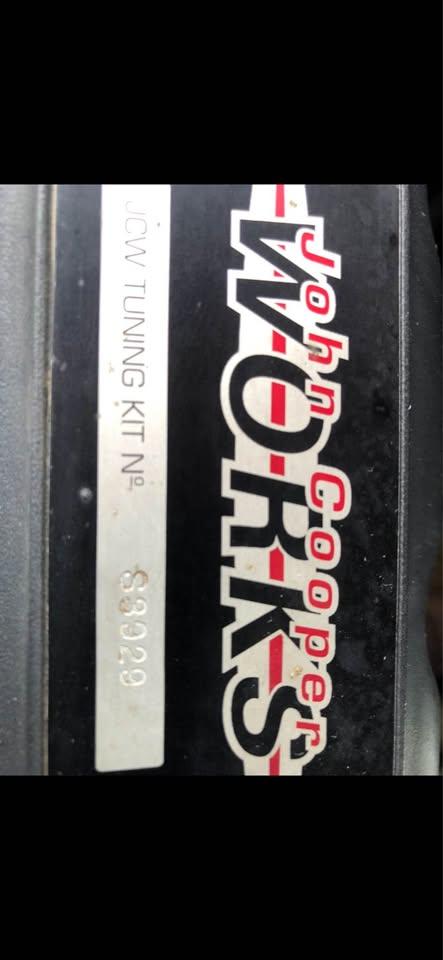 John Cooper
WORKS
JCW TUNING KIT Nº. S3929